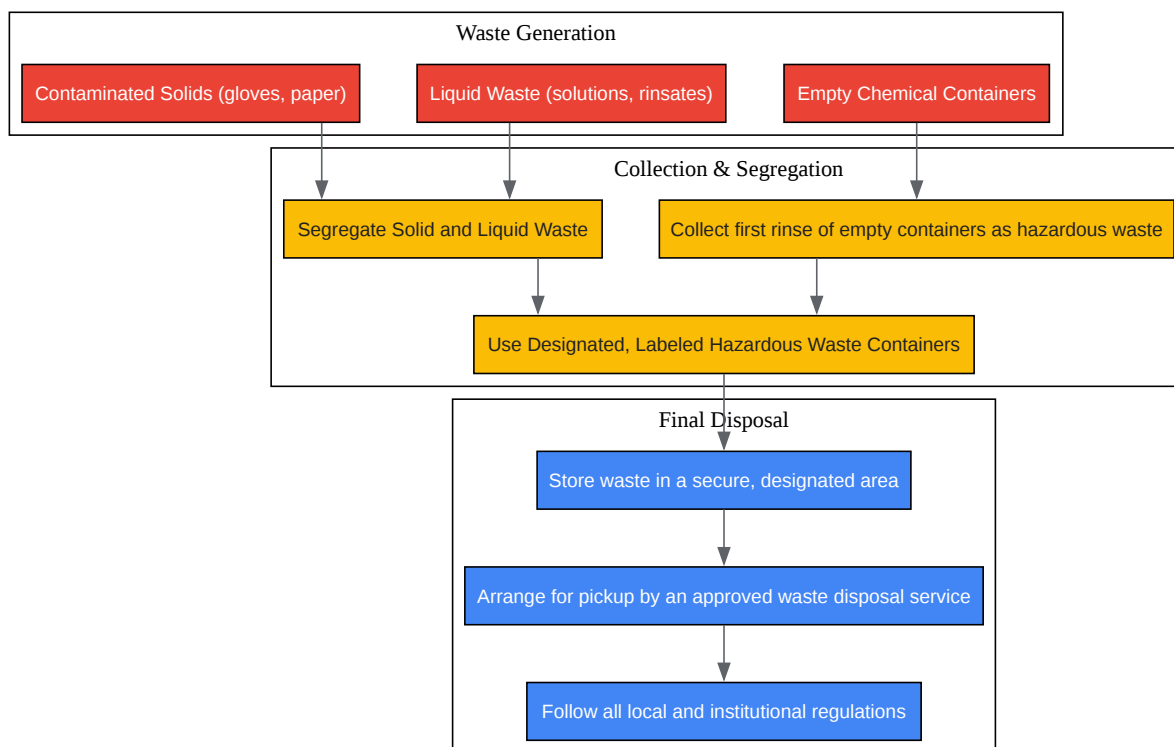 Waste Generation
Contaminated Solids (gloves, paper)
Liquid Waste (solutions, rinsates)
Empty Chemical Containers
Collection & Segregation
Segregate Solid and Liquid Waste
Collect first rinse of empty containers as hazardous waste
Use Designated, Labeled Hazardous Waste Containers
Final Disposal
Store waste in a secure, designated area
Arrange for pickup by an approved waste disposal service
Follow all local and institutional regulations